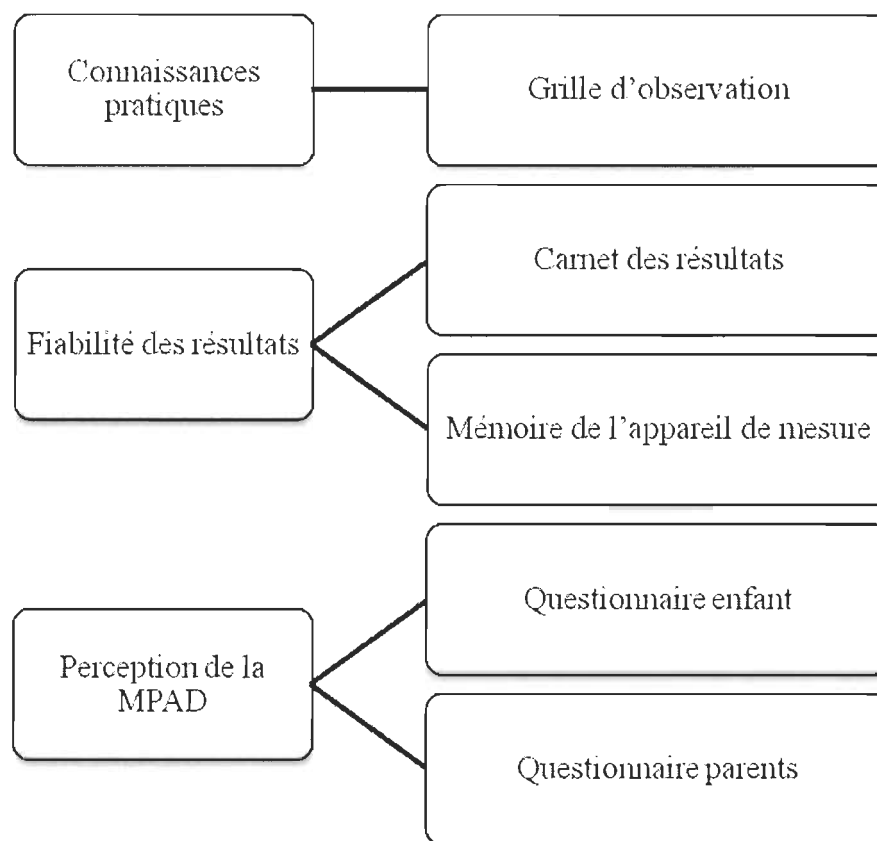 Connaissances
pratiques
Grille d'observation
Fiabilité des résultats
Carnet des résultats
Mémoire de l'appareil de mesure
Perception de la
MPAD
Questionnaire enfant
Questionnaire parents